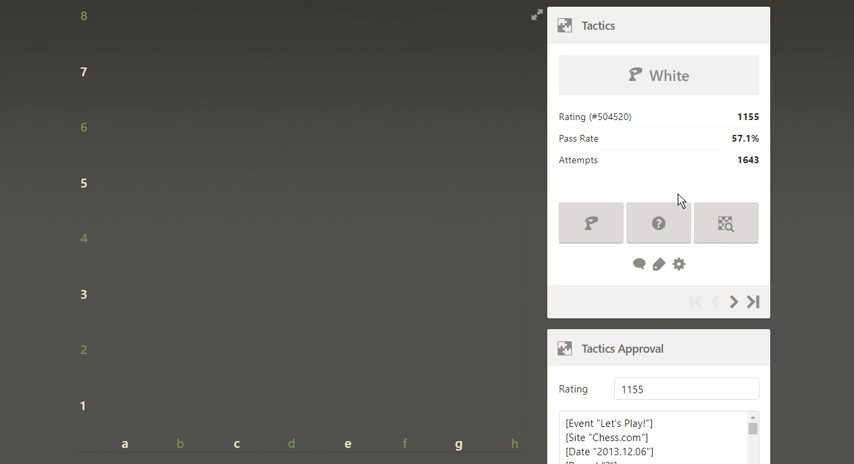 8
7
6
5
4
3
2
1
a b c d e f g h
Tactics
White
Rating (#504520) 1155
Pass Rate 57.1%
Attempts 1643
Tactics Approval
Rating 1155
[Event "Let's Play!"]
[Site "Chess.com"]
[Date "2013.12.06"]